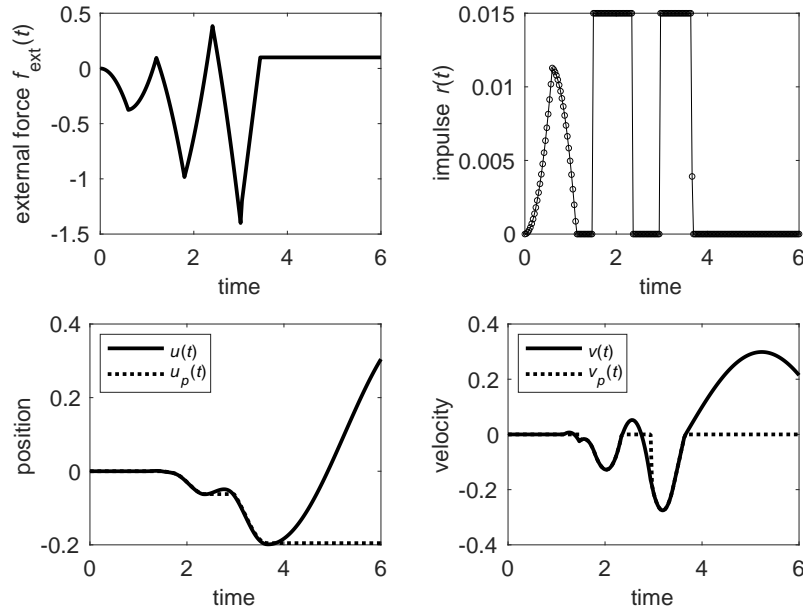 external force f_ext(t)
0.5
0
-0.5
-1
-1.5
0
2
4
6
time
impulse r(t)
0.015
0.01
0.005
0
0
2
4
6
time
position
0.4
0.2
0
-0.2
0
2
4
6
u(t)
u_p(t)
time
velocity
0.4
0.2
0
-0.2
-0.4
0
2
4
6
v(t)
v_p(t)
time